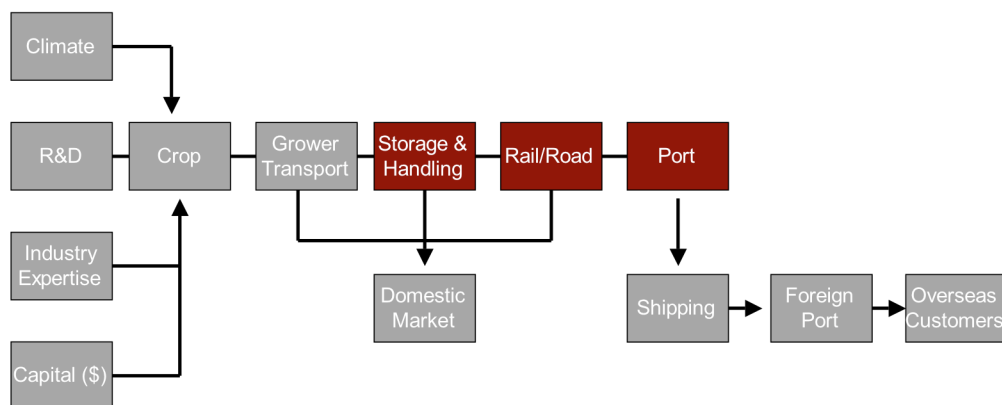 Climate
R&D
Crop
Grower
Transport
Storage &
Handling
Rail/Road
Port
Industry
Expertise
Domestic
Market
Shipping
Foreign
Port
Overseas
Customers
Capital ($)